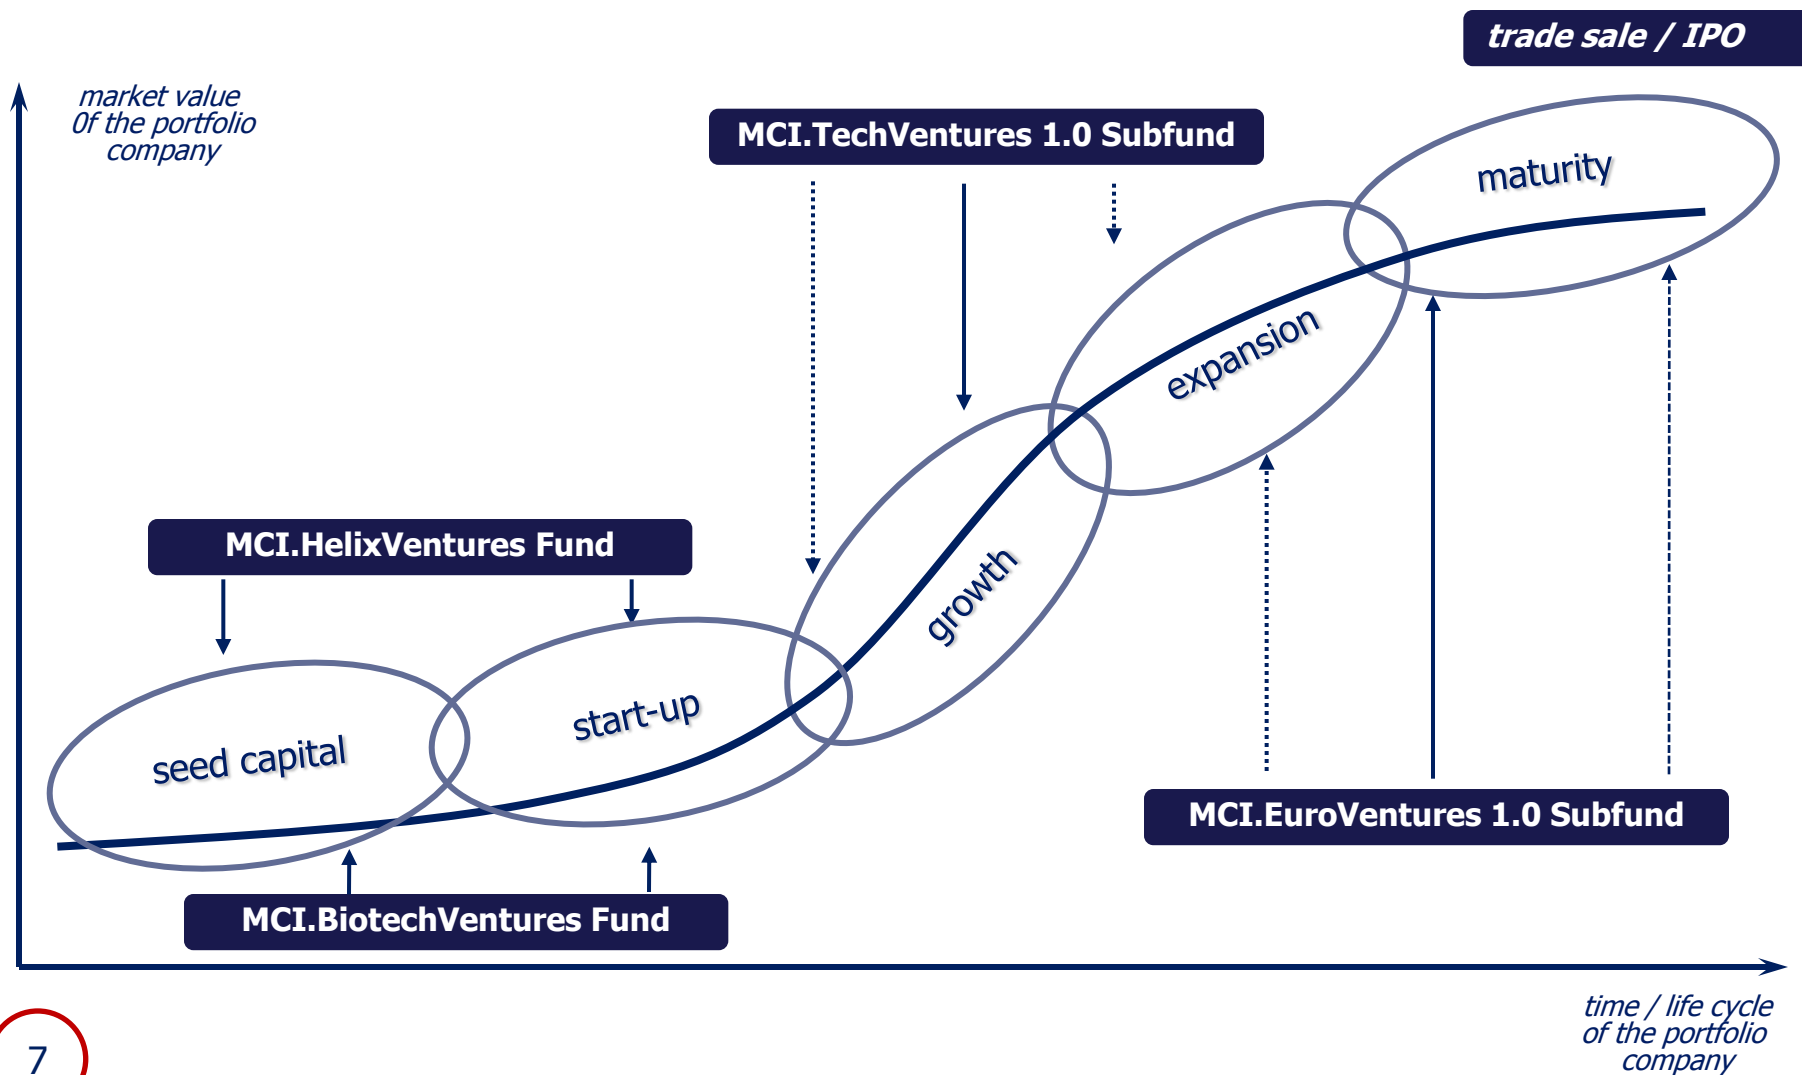 trade sale / IPO
market value
0f the portfolio
company
MCI.TechVentures 1.0 Subfund
maturity
expansion
MCI.HelixVentures Fund
growth
start-up
seed capital
MCI.EuroVentures 1.0 Subfund
MCI.BiotechVentures Fund
time / life cycle
of the portfolio
company
7